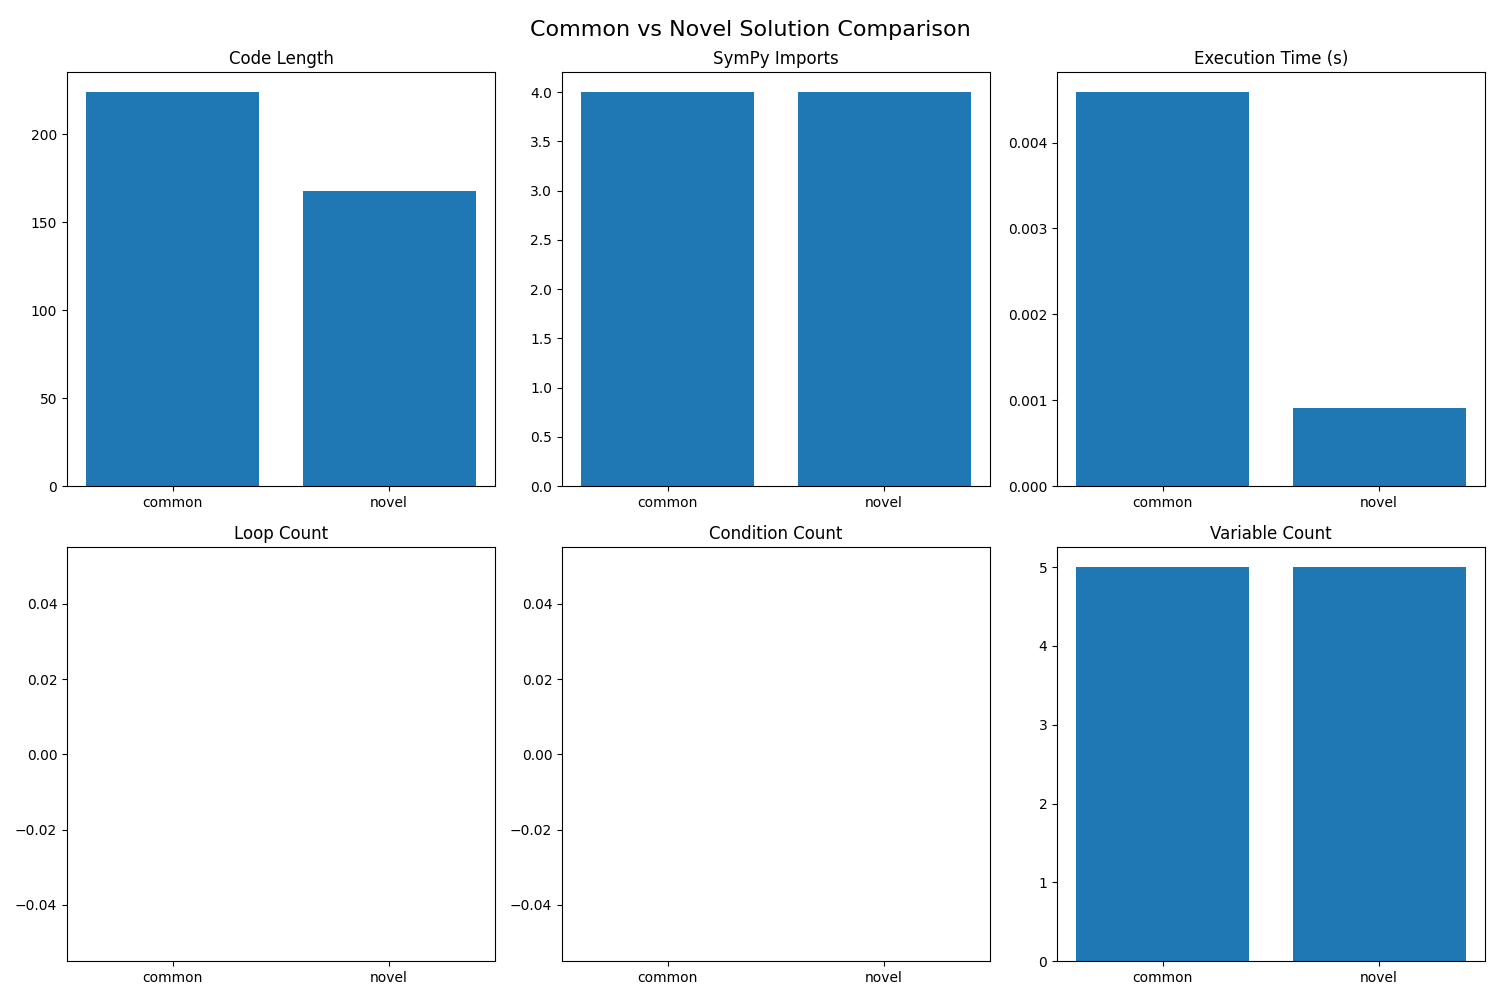 Common vs Novel Solution Comparison
Code Length
200
150
100
50
0
common novel
SymPy Imports
4.0
3.5
3.0
2.5
2.0
1.5
1.0
0.5
0.0
common novel
Execution Time (s)
0.004
0.003
0.002
0.001
0.000
common novel
Loop Count
0.04
0.02
0.00
−0.02
−0.04
common novel
Condition Count
0.04
0.02
0.00
−0.02
−0.04
common novel
Variable Count
5
4
3
2
1
0
common novel